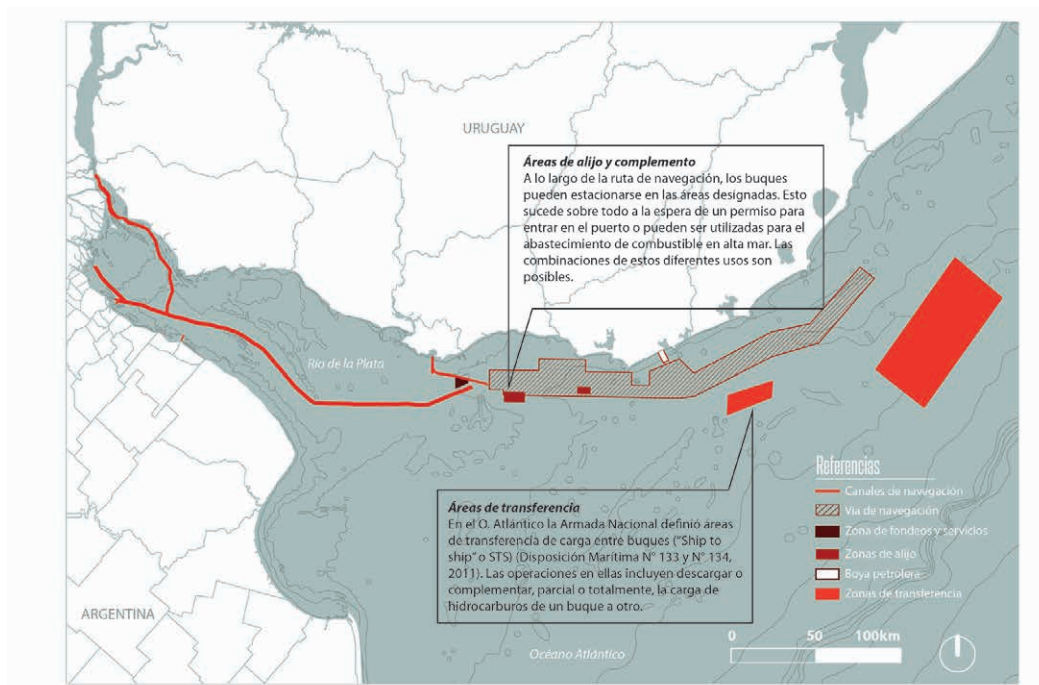 URUGUAY
Áreas de alijo y complemento
A lo largo de la ruta de navegación, los buques
pueden estacionarse en las áreas designadas. Esto
sucede sobre todo a la espera de un permiso para
entrar en el puerto o pueden ser utilizadas para el
abastecimiento de combustible en alta mar. Las
combinaciones de estos diferentes usos son
posibles.
Río de la Plata
Referencias
Canales de navegación
Vía de navegación
Zona de fondeos y servicios
Zonas de alijo
Boya petrolera
Zonas de transferencia
Áreas de transferencia
En el O. Atlántico la Armada Nacional definió áreas
de transferencia de carga entre buques ("Ship to
ship" o STS) (Disposición Marítima N° 133 y N° 134,
2011). Las operaciones en ellas incluyen descargar o
complementar, parcial o totalmente, la carga de
hidrocarburos de un buque a otro.
ARGENTINA
Océano Atlántico
0 50 100km